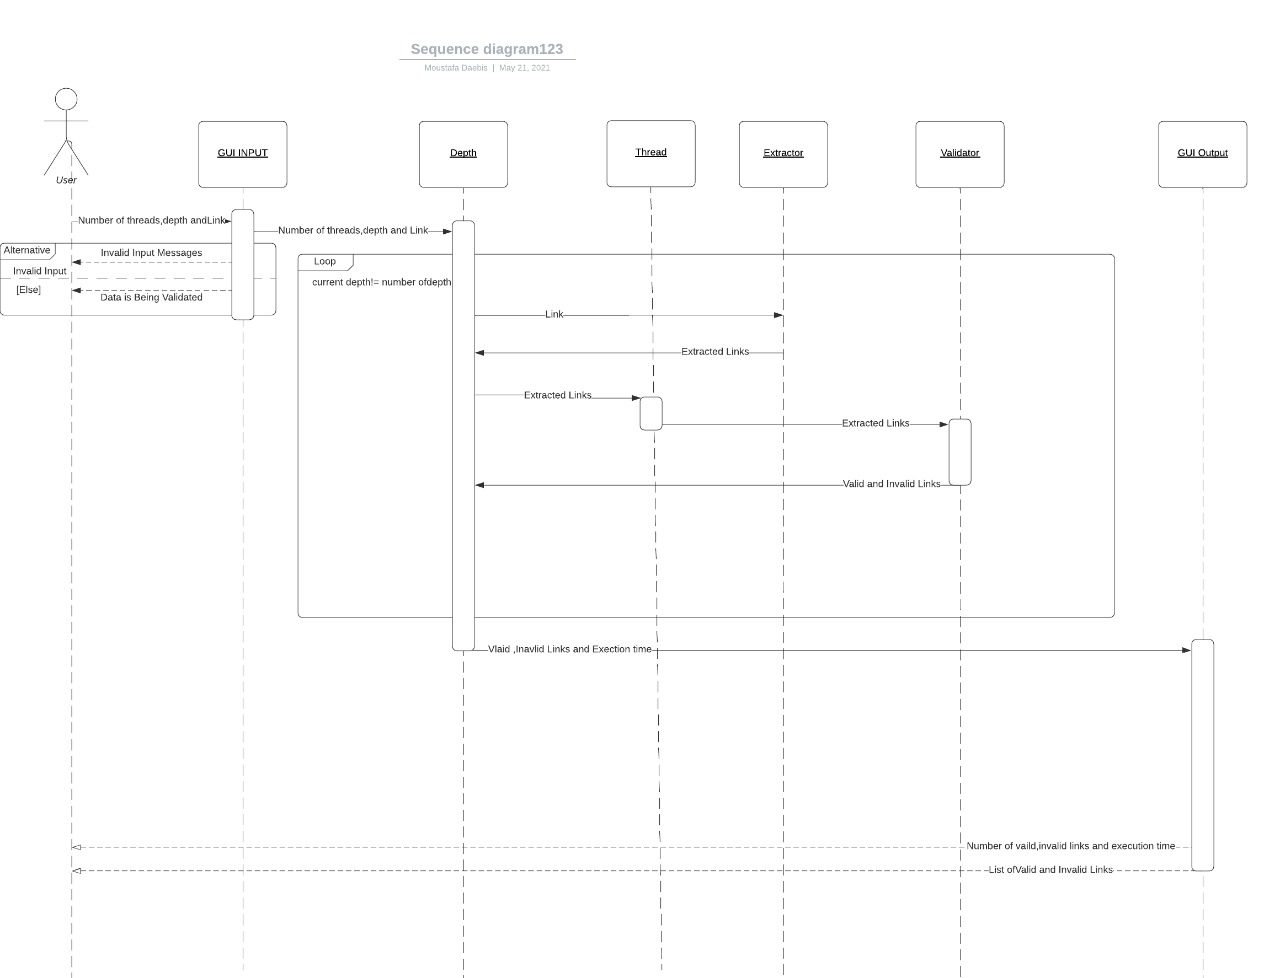 Sequence diagram123
Moustafa Daebis | May 21, 2021
User
GUI INPUT
Depth
Thread
Extractor
Validator
GUI Output
Number of threads,depth andLink
Number of threads,depth and Link
Alternative
Invalid Input Messages
Invalid Input
[Else]
Data is Being Validated
Loop
current depth!= number ofdepth
Link
Extracted Links
Extracted Links
Extracted Links
Valid and Invalid Links
Vlaid ,Inavlid Links and Exection time
Number of vaild,invalid links and execution time
List ofValid and Invalid Links